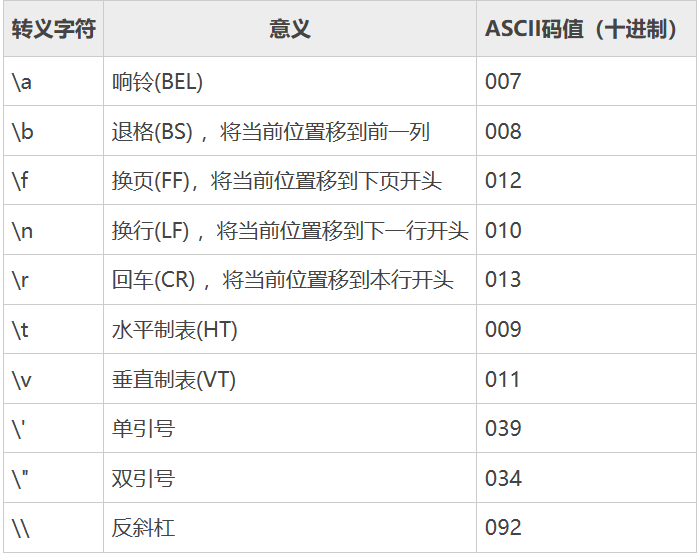 转义字符 意义 ASCII码值（十进制）
\a 响铃(BEL) 007
\b 退格(BS) ，将当前位置移到前一列 008
\f 换页(FF)，将当前位置移到下页开头 012
\n 换行(LF) ，将当前位置移到下一行开头 010
\r 回车(CR) ，将当前位置移到本行开头 013
\t 水平制表(HT) 009
\v 垂直制表(VT) 011
\' 单引号 039
\" 双引号 034
\\ 反斜杠 092